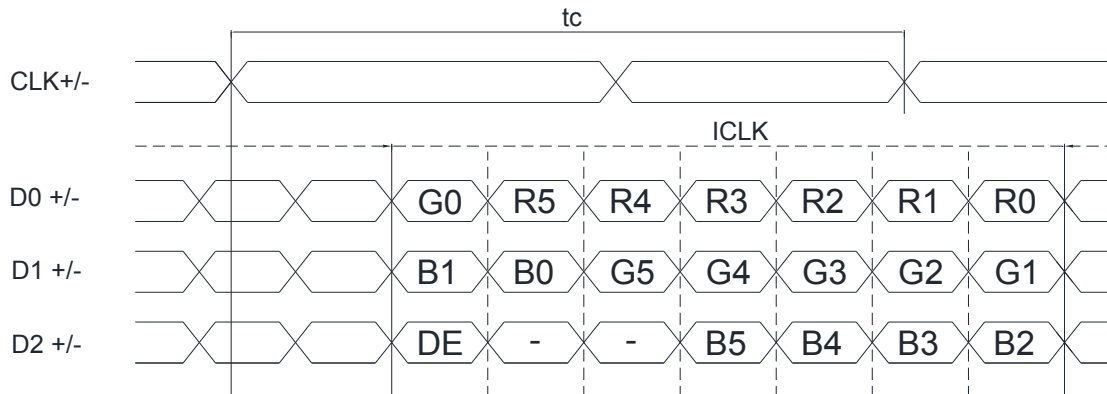 tc
CLK+/-
ICLK
D0 +/- G0 R5 R4 R3 R2 R1 R0
D1 +/- B1 B0 G5 G4 G3 G2 G1
D2 +/- DE - - B5 B4 B3 B2